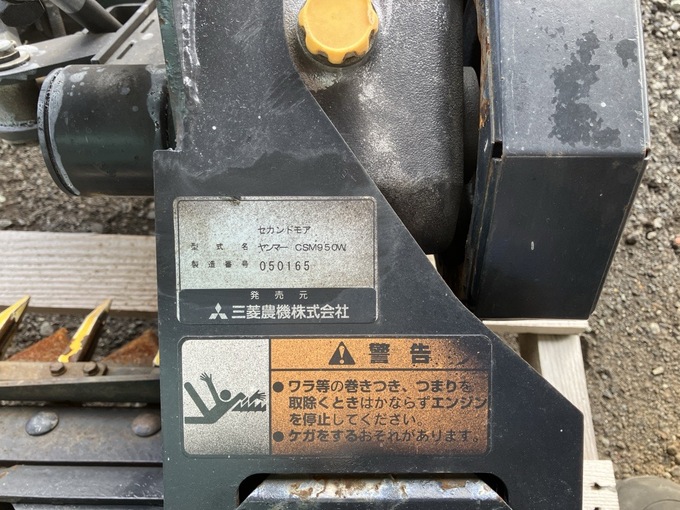 セカンドモア
型式名 ヤンマー CSM950W
製造番号 050165
発売元
三菱農機株式会社
警告
●ワラ等の巻きつき、つまりを
取除くときはかならずエンジン
を停止してください。
●ケガをするおそれがあります。